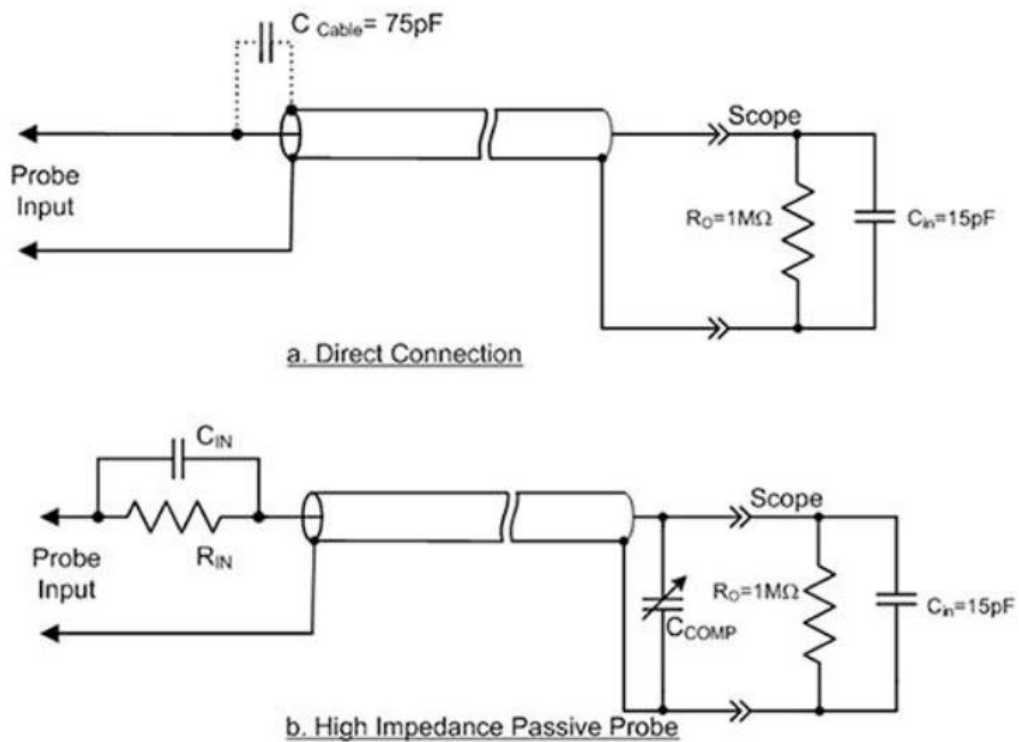 C Cable= 75pF
Scope
Probe
Input
RO=1MΩ
Cin=15pF
a. Direct Connection
CIN
Scope
Probe
Input
RIN
RO=1MΩ
CCOMP
Cin=15pF
b. High Impedance Passive Probe